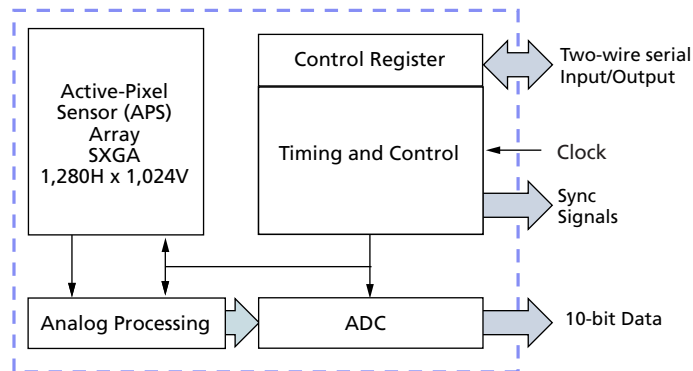 Active-Pixel
Sensor (APS)
Array
SXGA
1,280H x 1,024V
Control Register
Timing and Control
Two-wire serial
Input/Output
Clock
Sync
Signals
Analog Processing
ADC
10-bit Data